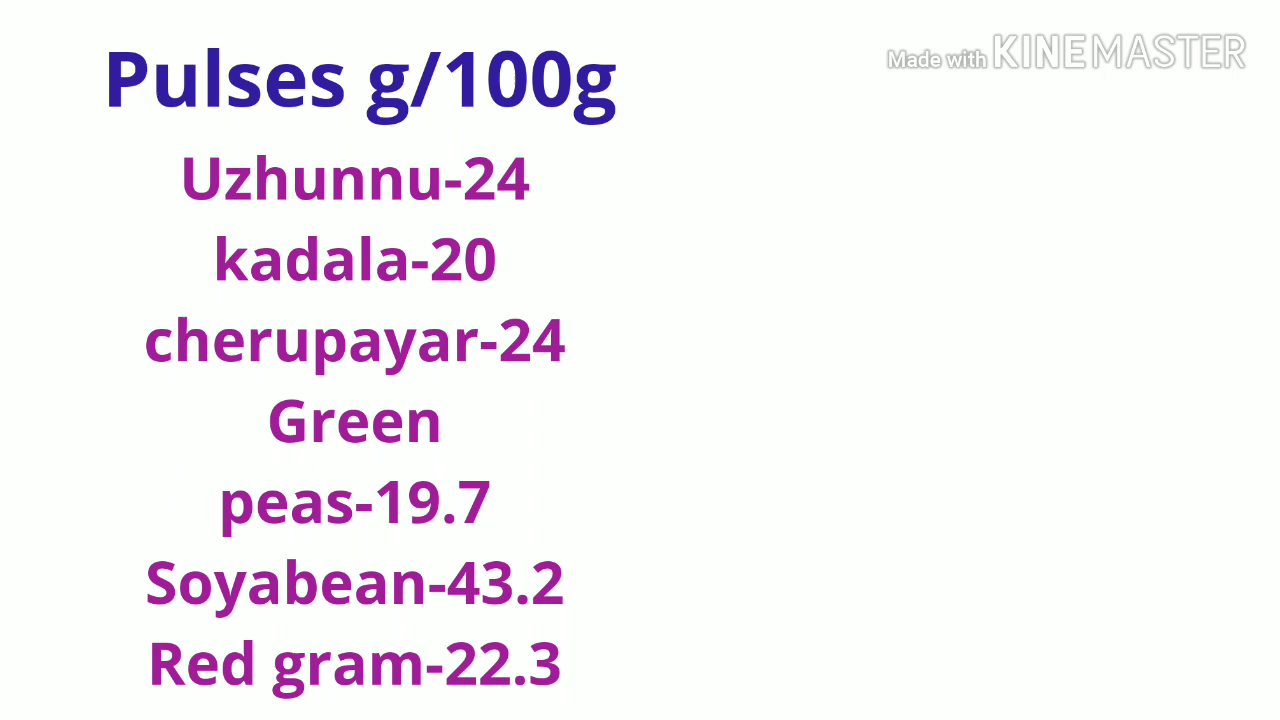 Pulses g/100g
Made with KINEMASTER
Uzhunnu-24
kadala-20
cherupayar-24
Green
peas-19.7
Soyabean-43.2
Red gram-22.3